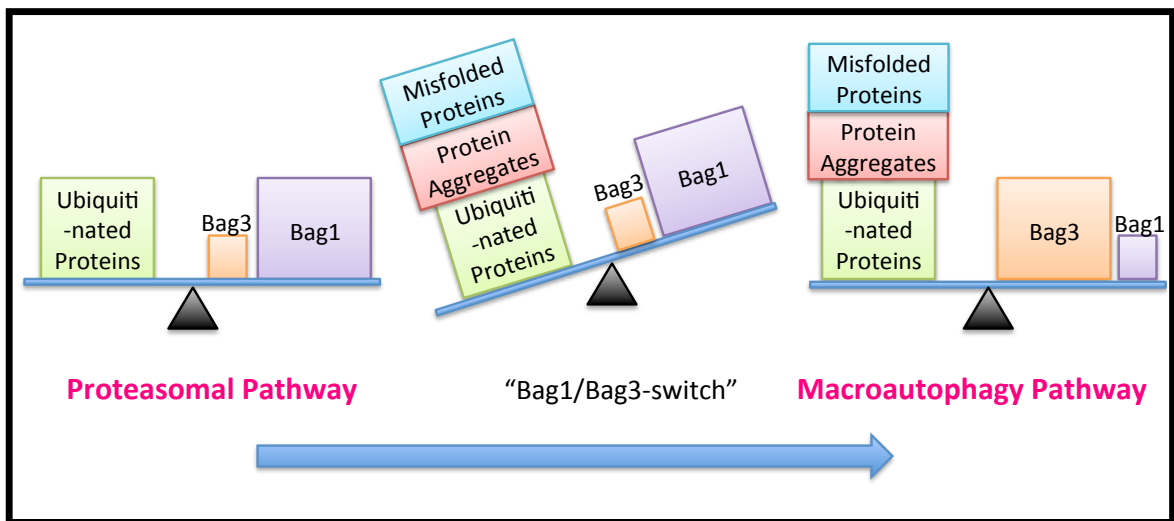 Ubiquiti
-nated
Proteins
Bag3
Bag1
Misfolded
Proteins
Protein
Aggregates
Ubiquiti
-nated
Proteins
Bag3
Bag1
Misfolded
Proteins
Protein
Aggregates
Ubiquiti
-nated
Proteins
Bag3
Bag1
Proteasomal Pathway
“Bag1/Bag3-switch”
Macroautophagy Pathway